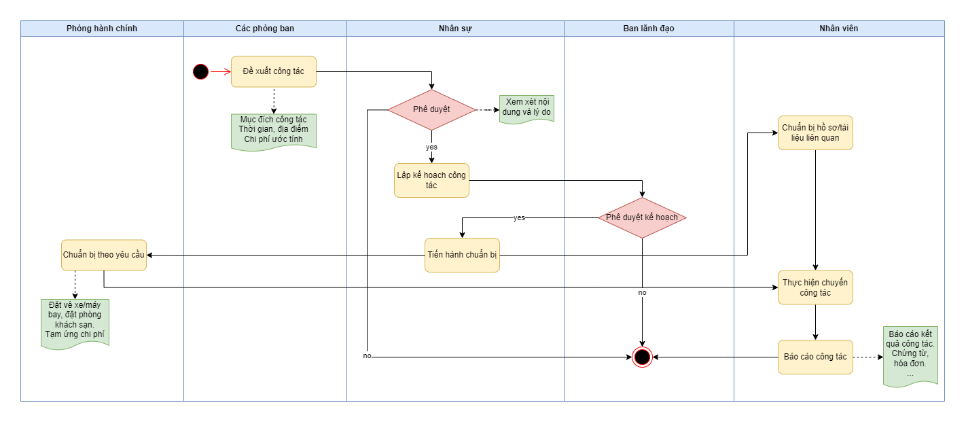 Phòng hành chính
Các phòng ban
Nhân sự
Ban lãnh đạo
Nhân viên
Đề xuất công tác
Mục đích công tác
Thời gian, địa điểm
Chi phí ước tính
Phê duyệt
Xem xét nội
dung và lý do
yes
Lập kế hoạch công
tác
Chuẩn bị hồ sơ/tài
liệu liên quan
Phê duyệt kế hoạch
yes
Tiến hành chuẩn bị
Chuẩn bị theo yêu cầu
Đặt vé xe/máy
bay, đặt phòng
khách sạn.
Tạm ứng chi phí
no
Thực hiện chuyến
công tác
no
Báo cáo công tác
Báo cáo kết
quả công tác.
Chứng từ,
hóa đơn.
...